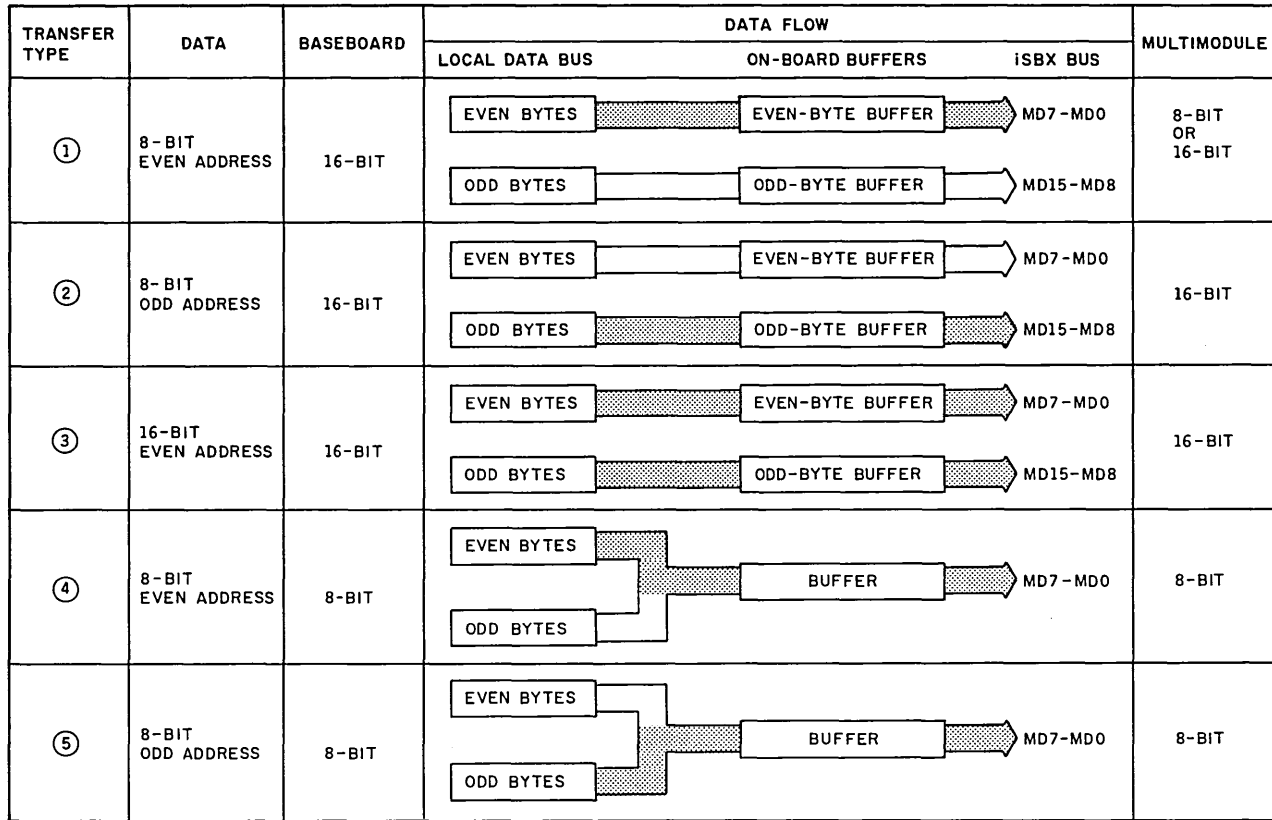 TRANSFER TYPE
DATA
BASEBOARD
DATA FLOW
LOCAL DATA BUS
ON-BOARD BUFFERS
iSBX BUS
MULTIMODULE
①
8-BIT
EVEN ADDRESS
16-BIT
EVEN BYTES
EVEN-BYTE BUFFER
MD7-MD0
ODD BYTES
ODD-BYTE BUFFER
MD15-MD8
8-BIT
OR
16-BIT
②
8-BIT
ODD ADDRESS
16-BIT
EVEN BYTES
EVEN-BYTE BUFFER
MD7-MD0
ODD BYTES
ODD-BYTE BUFFER
MD15-MD8
16-BIT
③
16-BIT
EVEN ADDRESS
16-BIT
EVEN BYTES
EVEN-BYTE BUFFER
MD7-MD0
ODD BYTES
ODD-BYTE BUFFER
MD15-MD8
16-BIT
④
8-BIT
EVEN ADDRESS
8-BIT
EVEN BYTES
ODD BYTES
BUFFER
MD7-MD0
8-BIT
⑤
8-BIT
ODD ADDRESS
8-BIT
EVEN BYTES
ODD BYTES
BUFFER
MD7-MD0
8-BIT